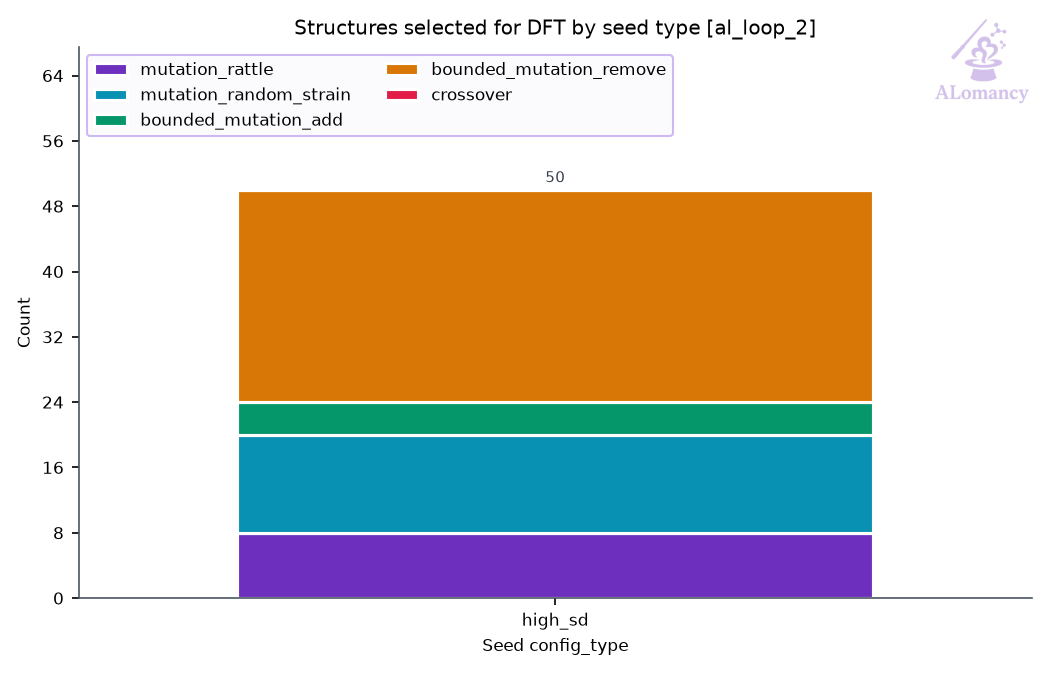 Structures selected for DFT by seed type [al_loop_2]
ALomancy
mutation_rattle
mutation_random_strain
bounded_mutation_add
bounded_mutation_remove
crossover
50
64
56
48
40
32
24
16
8
0
Count
high_sd
Seed config_type